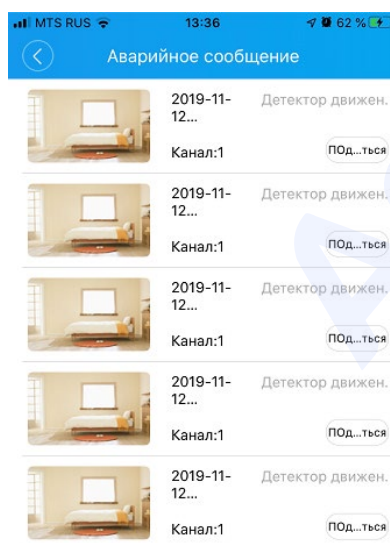 MTS RUS 13:36 62 %
Аварийное сообщение
2019-11-12... Детектор движен.
Канал:1 ПОд...ться
2019-11-12... Детектор движен.
Канал:1 ПОд...ться
2019-11-12... Детектор движен.
Канал:1 ПОд...ться
2019-11-12... Детектор движен.
Канал:1 ПОд...ться
2019-11-12... Детектор движен.
Канал:1 ПОд...ться